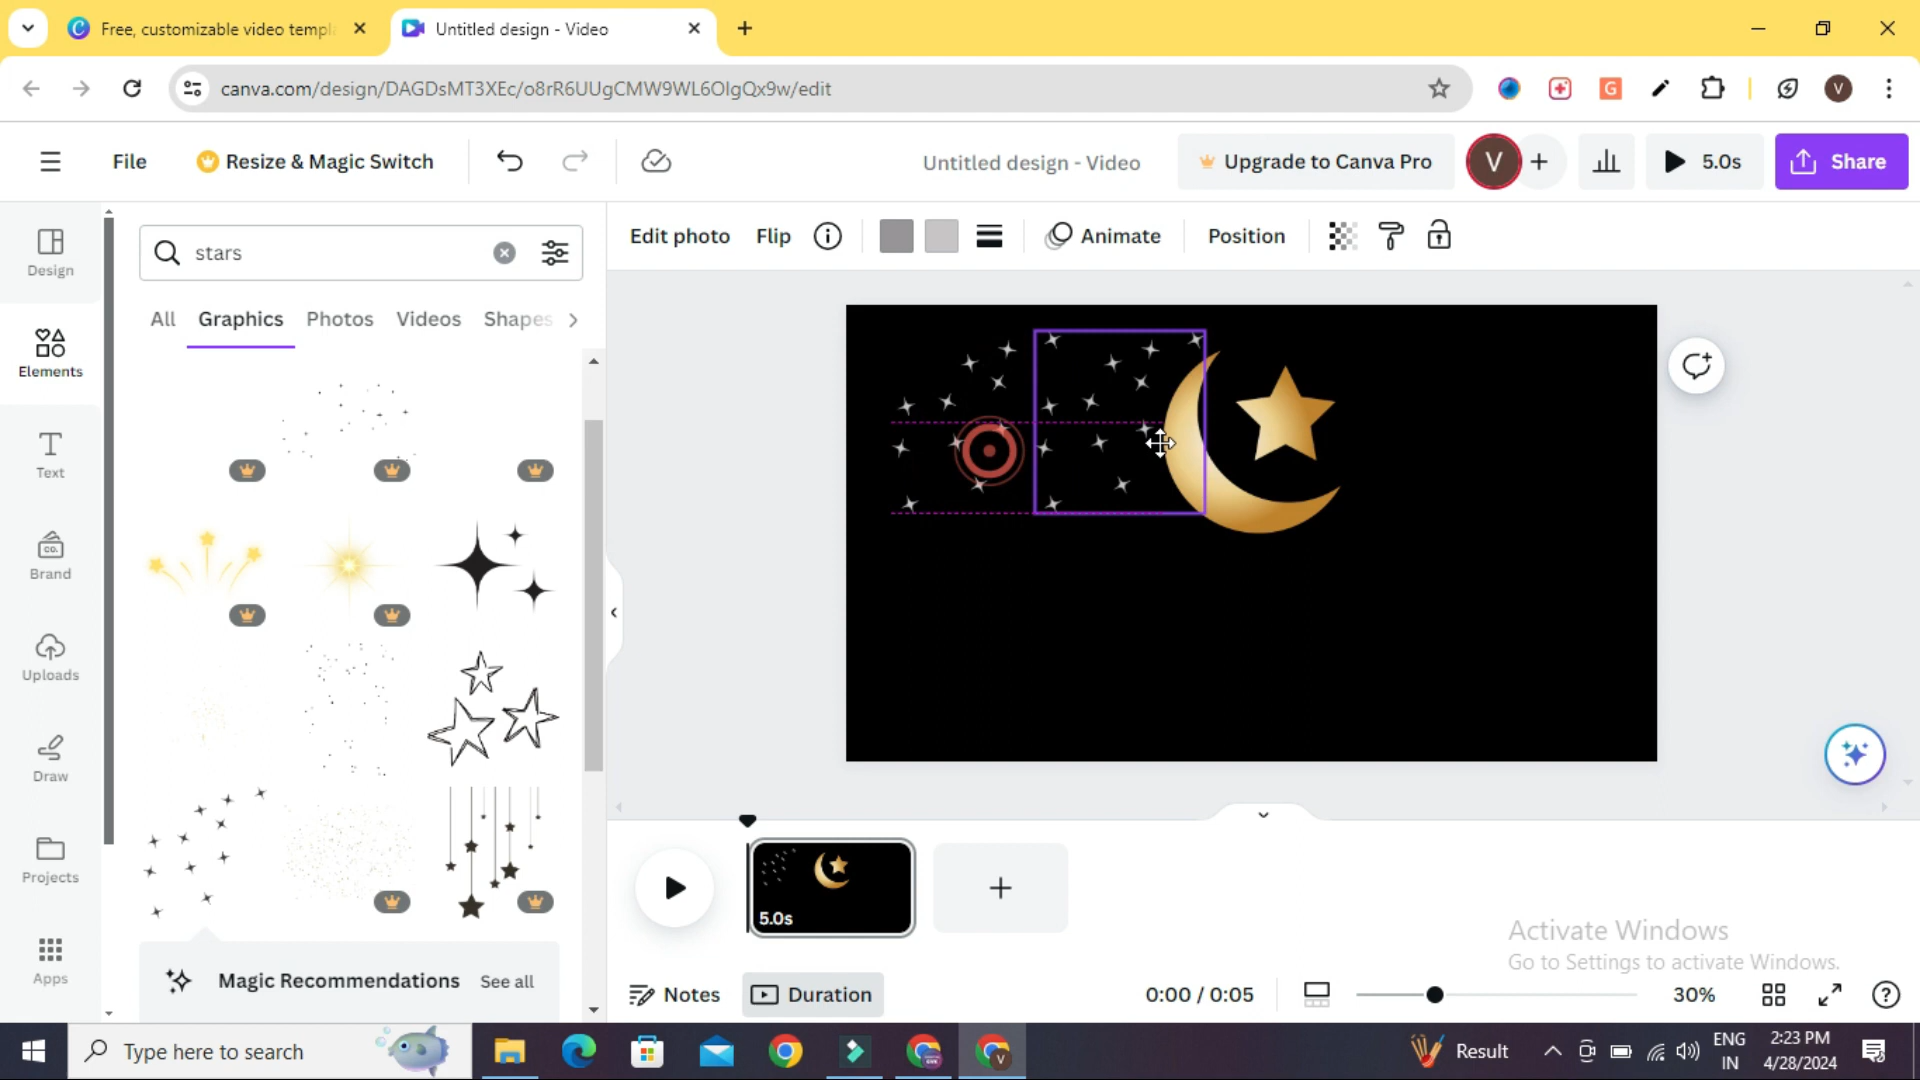 Free, customizable video templ
Untitled design - Video
canva.com/design/DAGDsMT3XEc/o8rR6UUgCMW9WL6OIgQx9w/edit
G
V
File
Resize & Magic Switch
Untitled design - Video
Upgrade to Canva Pro
V
5.0s
Share
Design
Elements
Text
CO.
Brand
Uploads
Draw
Projects
Apps
stars
All
Graphics
Photos
Videos
Shapes
Magic Recommendations
See all
Edit photo
Flip
Animate
Position
5.0s
Notes
Duration
0:00 / 0:05
30%
Activate Windows
Go to Settings to activate Windows.
Type here to search
V
Result
ENG
IN
2:23 PM
4/28/2024